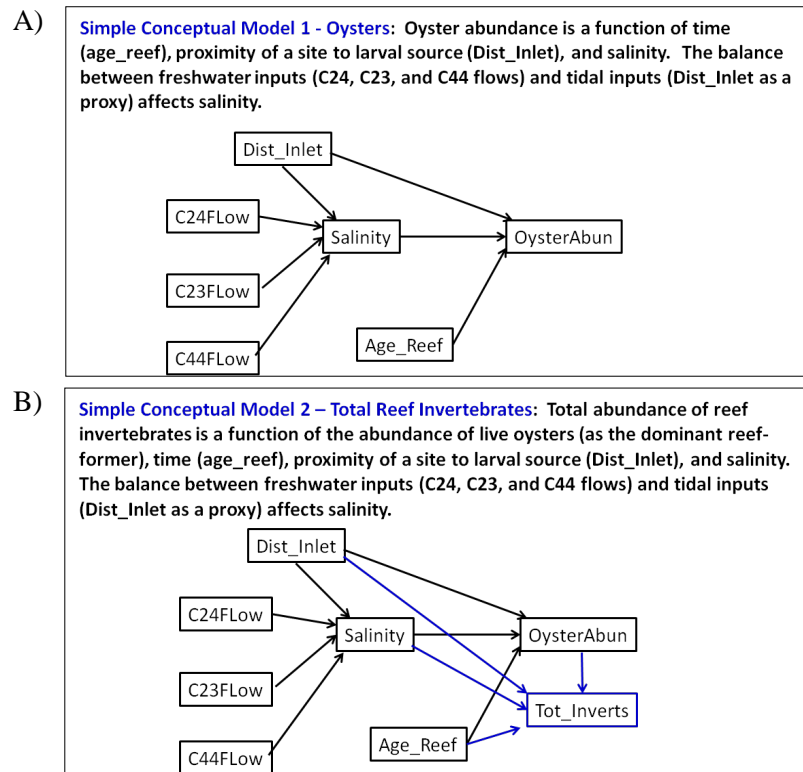 A)
Simple Conceptual Model 1 - Oysters: Oyster abundance is a function of time
(age_reef), proximity of a site to larval source (Dist_Inlet), and salinity. The balance
between freshwater inputs (C24, C23, and C44 flows) and tidal inputs (Dist_Inlet as a
proxy) affects salinity.
Dist_Inlet
C24FLow
Salinity
OysterAbun
C23FLow
Age_Reef
C44FLow
B)
Simple Conceptual Model 2 – Total Reef Invertebrates: Total abundance of reef
invertebrates is a function of the abundance of live oysters (as the dominant reef-
former), time (age_reef), proximity of a site to larval source (Dist_Inlet), and salinity.
The balance between freshwater inputs (C24, C23, and C44 flows) and tidal inputs
(Dist_Inlet as a proxy) affects salinity.
Dist_Inlet
C24FLow
Salinity
OysterAbun
C23FLow
Tot_Inverts
Age_Reef
C44FLow